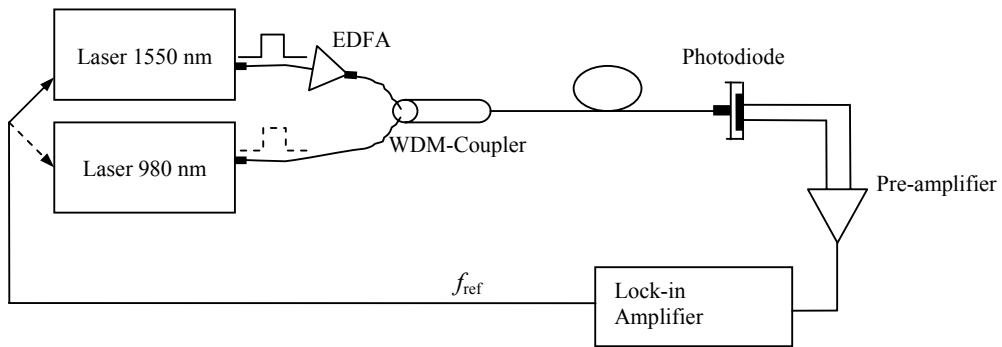 Laser 1550 nm
EDFA
Photodiode
WDM-Coupler
Laser 980 nm
Pre-amplifier
fref
Lock-in
Amplifier